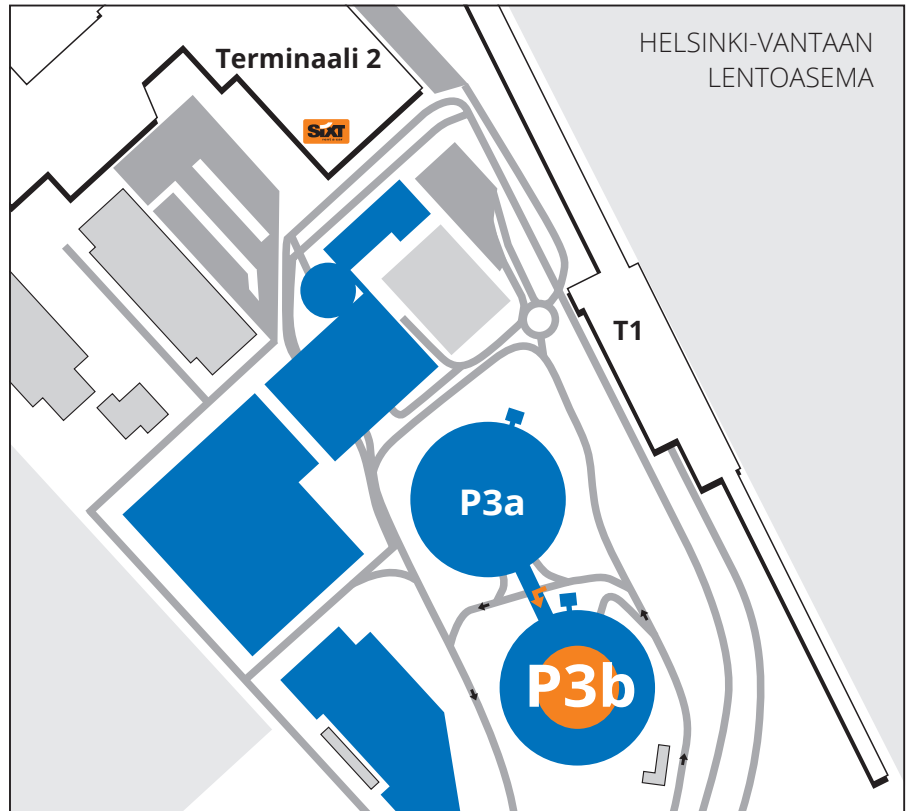 Terminaali 2
HELSINKI-VANTAAN
LENTOASEMA
SIXT
T1
P3a
P3b